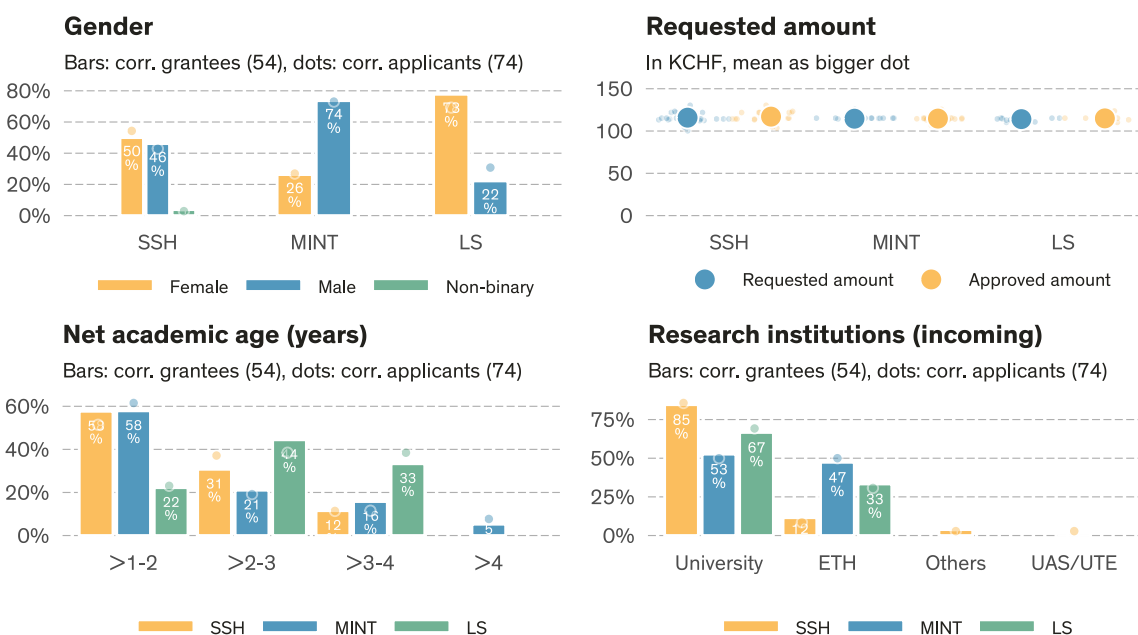 Gender
Bars: corr. grantees (54), dots: corr. applicants (74)
80%
60%
40%
20%
0%
50
%
46
%
26
%
74
%
%
22
%
SSH
MINT
LS
Female
Male
Non-binary
Requested amount
In KCHF, mean as bigger dot
150
100
50
0
SSH
MINT
LS
Requested amount
Approved amount
Net academic age (years)
Bars: corr. grantees (54), dots: corr. applicants (74)
60%
40%
20%
0%
%
58
%
22
%
31
%
21
%
44
%
12
16
%
33
%
5
>1-2
>2-3
>3-4
>4
SSH
MINT
LS
Research institutions (incoming)
Bars: corr. grantees (54), dots: corr. applicants (74)
75%
50%
25%
0%
85
%
53
%
67
%
12
47
%
33
%
University
ETH
Others
UAS/UTE
SSH
MINT
LS